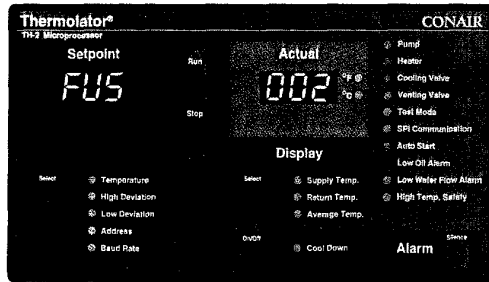 Thermolator® CONAIR
TH-2 Microprocessor
Setpoint
Run
FUS
Stop
Actual
002
°F
°C
Display
Select
Temperature
High Deviation
Low Deviation
Address
Baud Rate
Select
Supply Temp.
Return Temp.
Average Temp.
On/Off
Cool Down
Pump
Heater
Cooling Valve
Venting Valve
Test Mode
SPI Communication
Auto Start
Low Oil Alarm
Low Water Flow Alarm
High Temp. Safety
Alarm
Silence